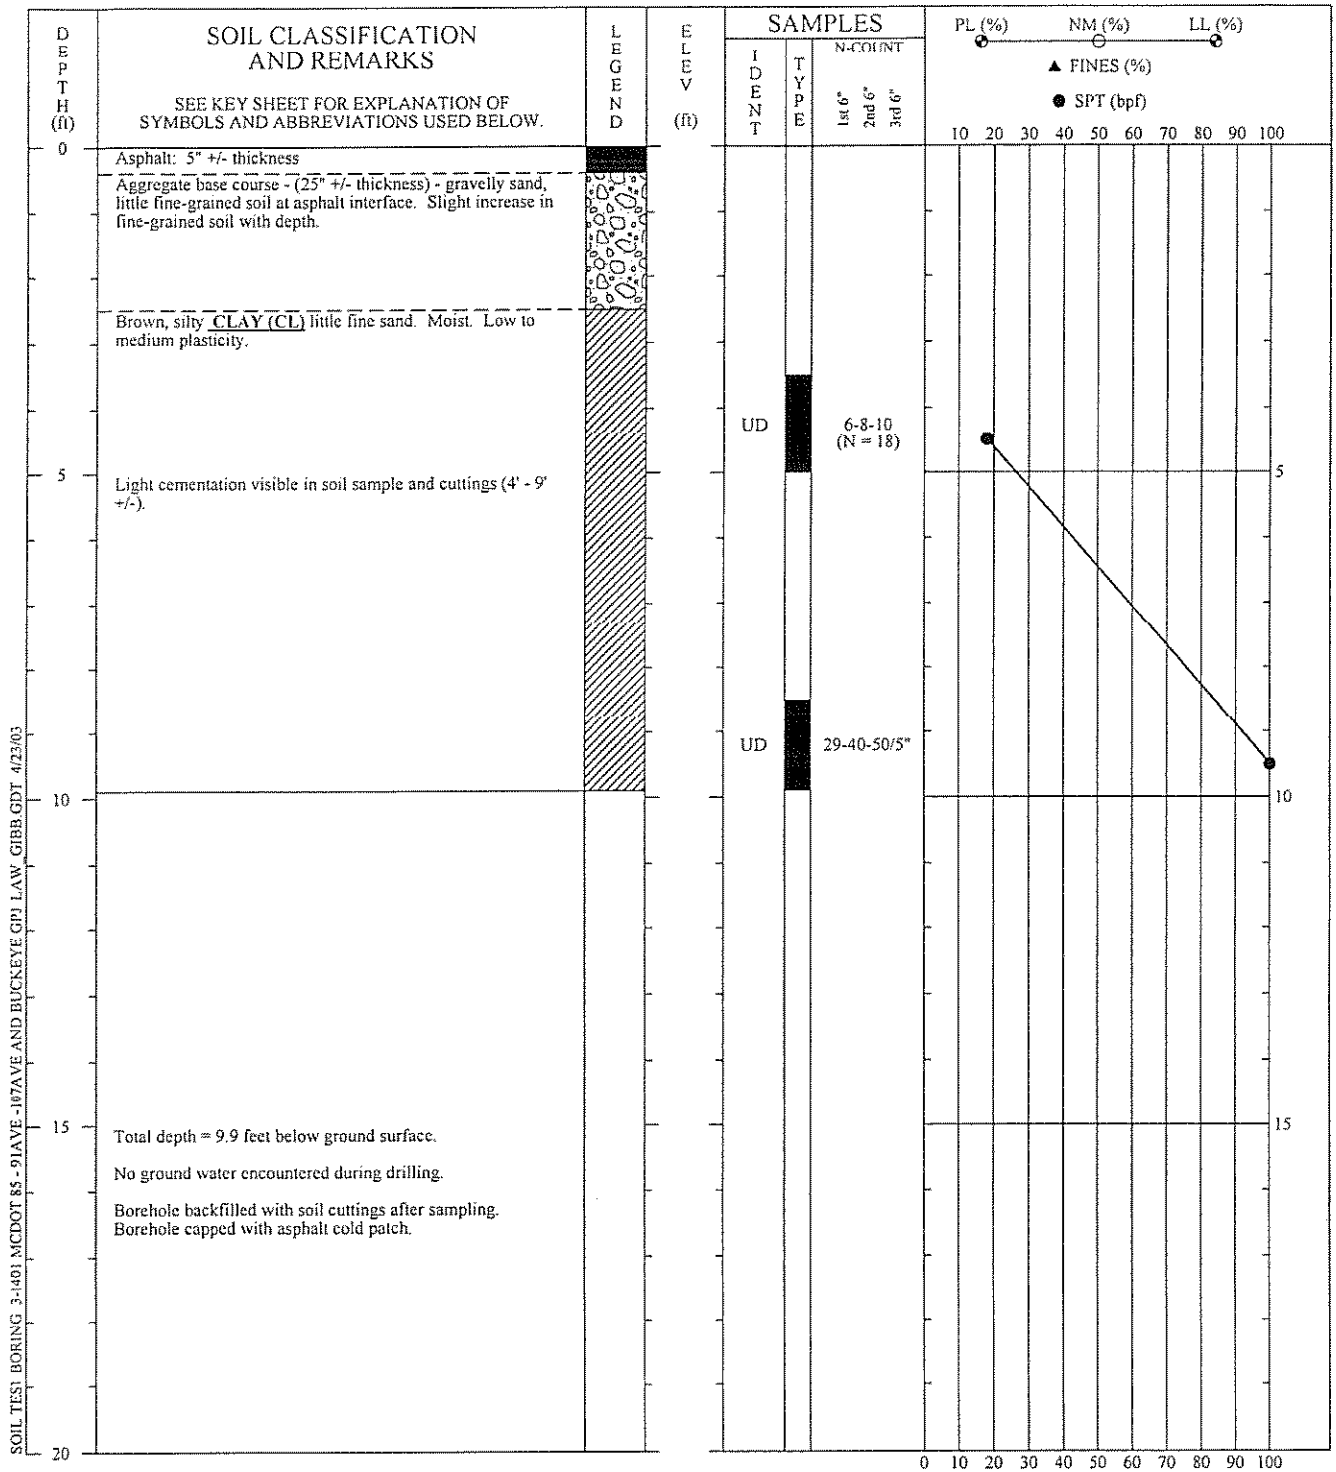 DEPTH (ft)
SOIL CLASSIFICATION
AND REMARKS
SEE KEY SHEET FOR EXPLANATION OF
SYMBOLS AND ABBREVIATIONS USED BELOW.
LEGEND
ELEV (ft)
SAMPLES
IDENT
TYPE
N-COUNT
1st 6"
2nd 6"
3rd 6"
PL (%) NM (%) LL (%)
▲ FINES (%)
● SPT (bpf)
10 20 30 40 50 60 70 80 90 100
0
Asphalt: 5" +/- thickness
Aggregate base course - (25" +/- thickness) - gravelly sand,
little fine-grained soil at asphalt interface. Slight increase in
fine-grained soil with depth.
Brown, silty CLAY (CL) little fine sand. Moist. Low to
medium plasticity.
UD
6-8-10
(N = 18)
5
5
Light cementation visible in soil sample and cuttings (4' - 9'
+/-).
UD
29-40-50/5"
10
10
15
15
Total depth = 9.9 feet below ground surface.
No ground water encountered during drilling.
Borehole backfilled with soil cuttings after sampling.
Borehole capped with asphalt cold patch.
20
0 10 20 30 40 50 60 70 80 90 100
SOIL TEST BORING 3-1401 MCDOT 85 - 91AVE -107AVE AND BUCKEYE GPJ LAW_GIBB.GDT 4/23/03